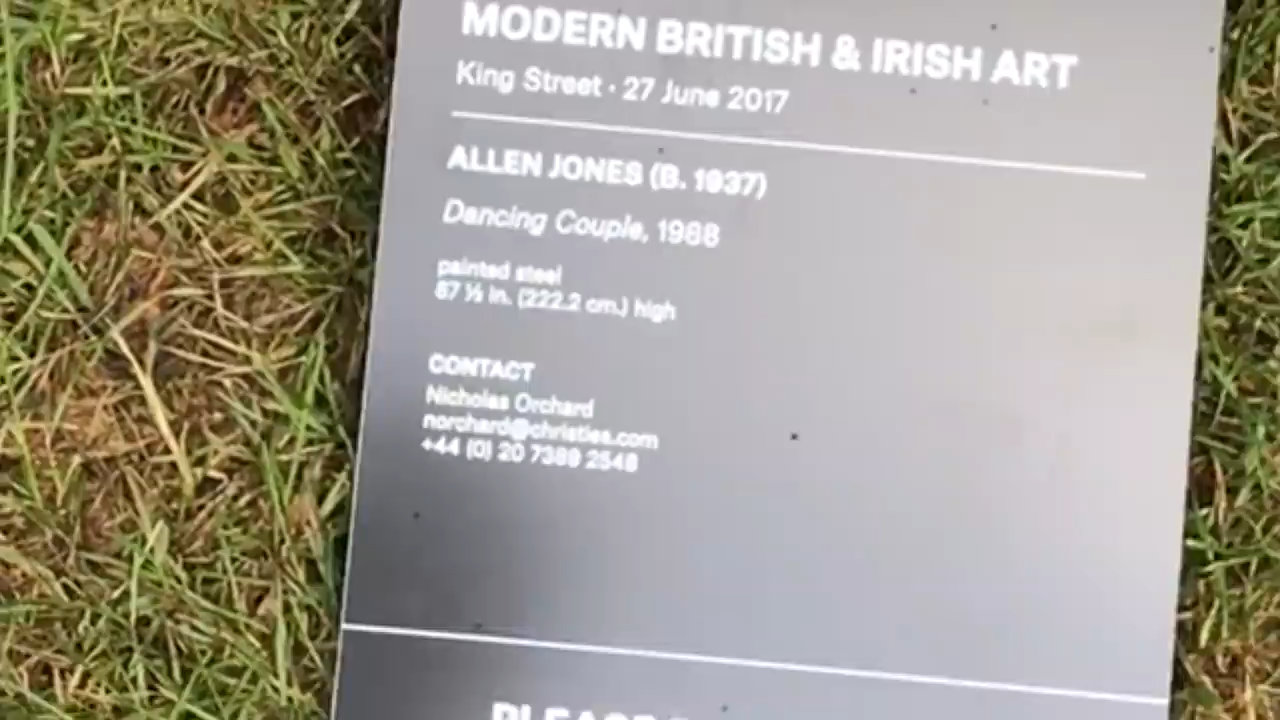 MODERN BRITISH & IRISH ART
King Street · 27 June 2017
ALLEN JONES (B. 1937)
Dancing Couple, 1988
painted steel
87 ½ in. (222.2 cm.) high
CONTACT
Nicholas Orchard
norchard@christies.com
+44 (0) 20 7389 2548
PLEASE